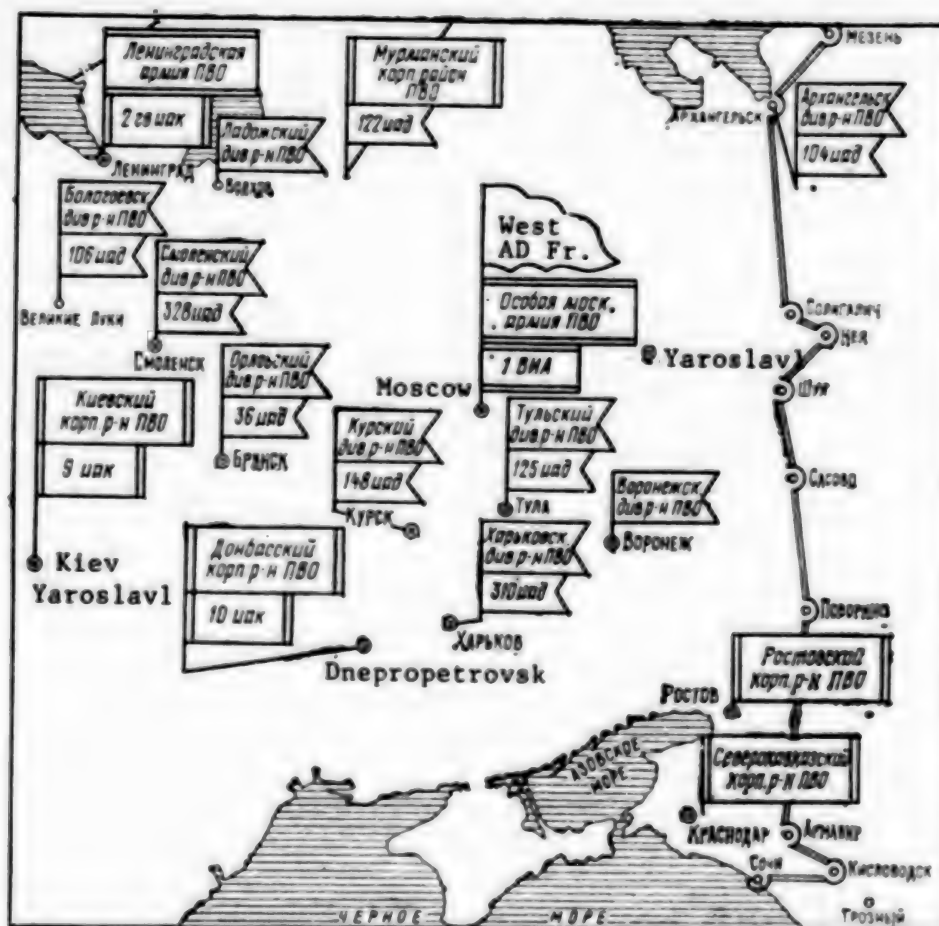 Ленинградская
армия ПВО
2 гв иак
ЛЕНИНГРАД
Ладожский
див р-н ПВО
ВОЛХОВ
Мурманский
корп район
ПВО
122 иад
МЕЗЕНЬ
АРХАНГЕЛЬСК
Архангельск
див р-н ПВО
104 иад
Бологоевск
див р-н ПВО
106 иад
ВЕЛИКИЕ ЛУКИ
Смоленский
див р-н ПВО
328 иад
СМОЛЕНСК
West
AD Fr.
Особая моск.
армия ПВО
1 ВИА
Moscow
Yaroslavl
СОЛИГАЛИЧ
НЕЯ
ШУЯ
САСОВО
ПОВОРИНО
Орловский
див р-н ПВО
36 иад
БРЯНСК
Киевский
корп. р-н ПВО
9 иак
Kiev
Yaroslavl
Курский
див р-н ПВО
148 иад
КУРСК
Тульский
див р-н ПВО
125 иад
ТУЛА
Воронежск.
див р-н ПВО
ВОРОНЕЖ
Донбасский
корп р-н ПВО
10 иак
Dnepropetrovsk
Харьковск.
див р-н ПВО
310 иад
ХАРЬКОВ
Ростовский
корп. р-н ПВО
РОСТОВ
Северокавказский
корп. р-н ПВО
КРАСНОДАР
АРМАВИР
КИСЛОВОДСК
СОЧИ
ГРОЗНЫЙ
АЗОВСКОЕ
МОРЕ
ЧЕРНОЕ МОРЕ